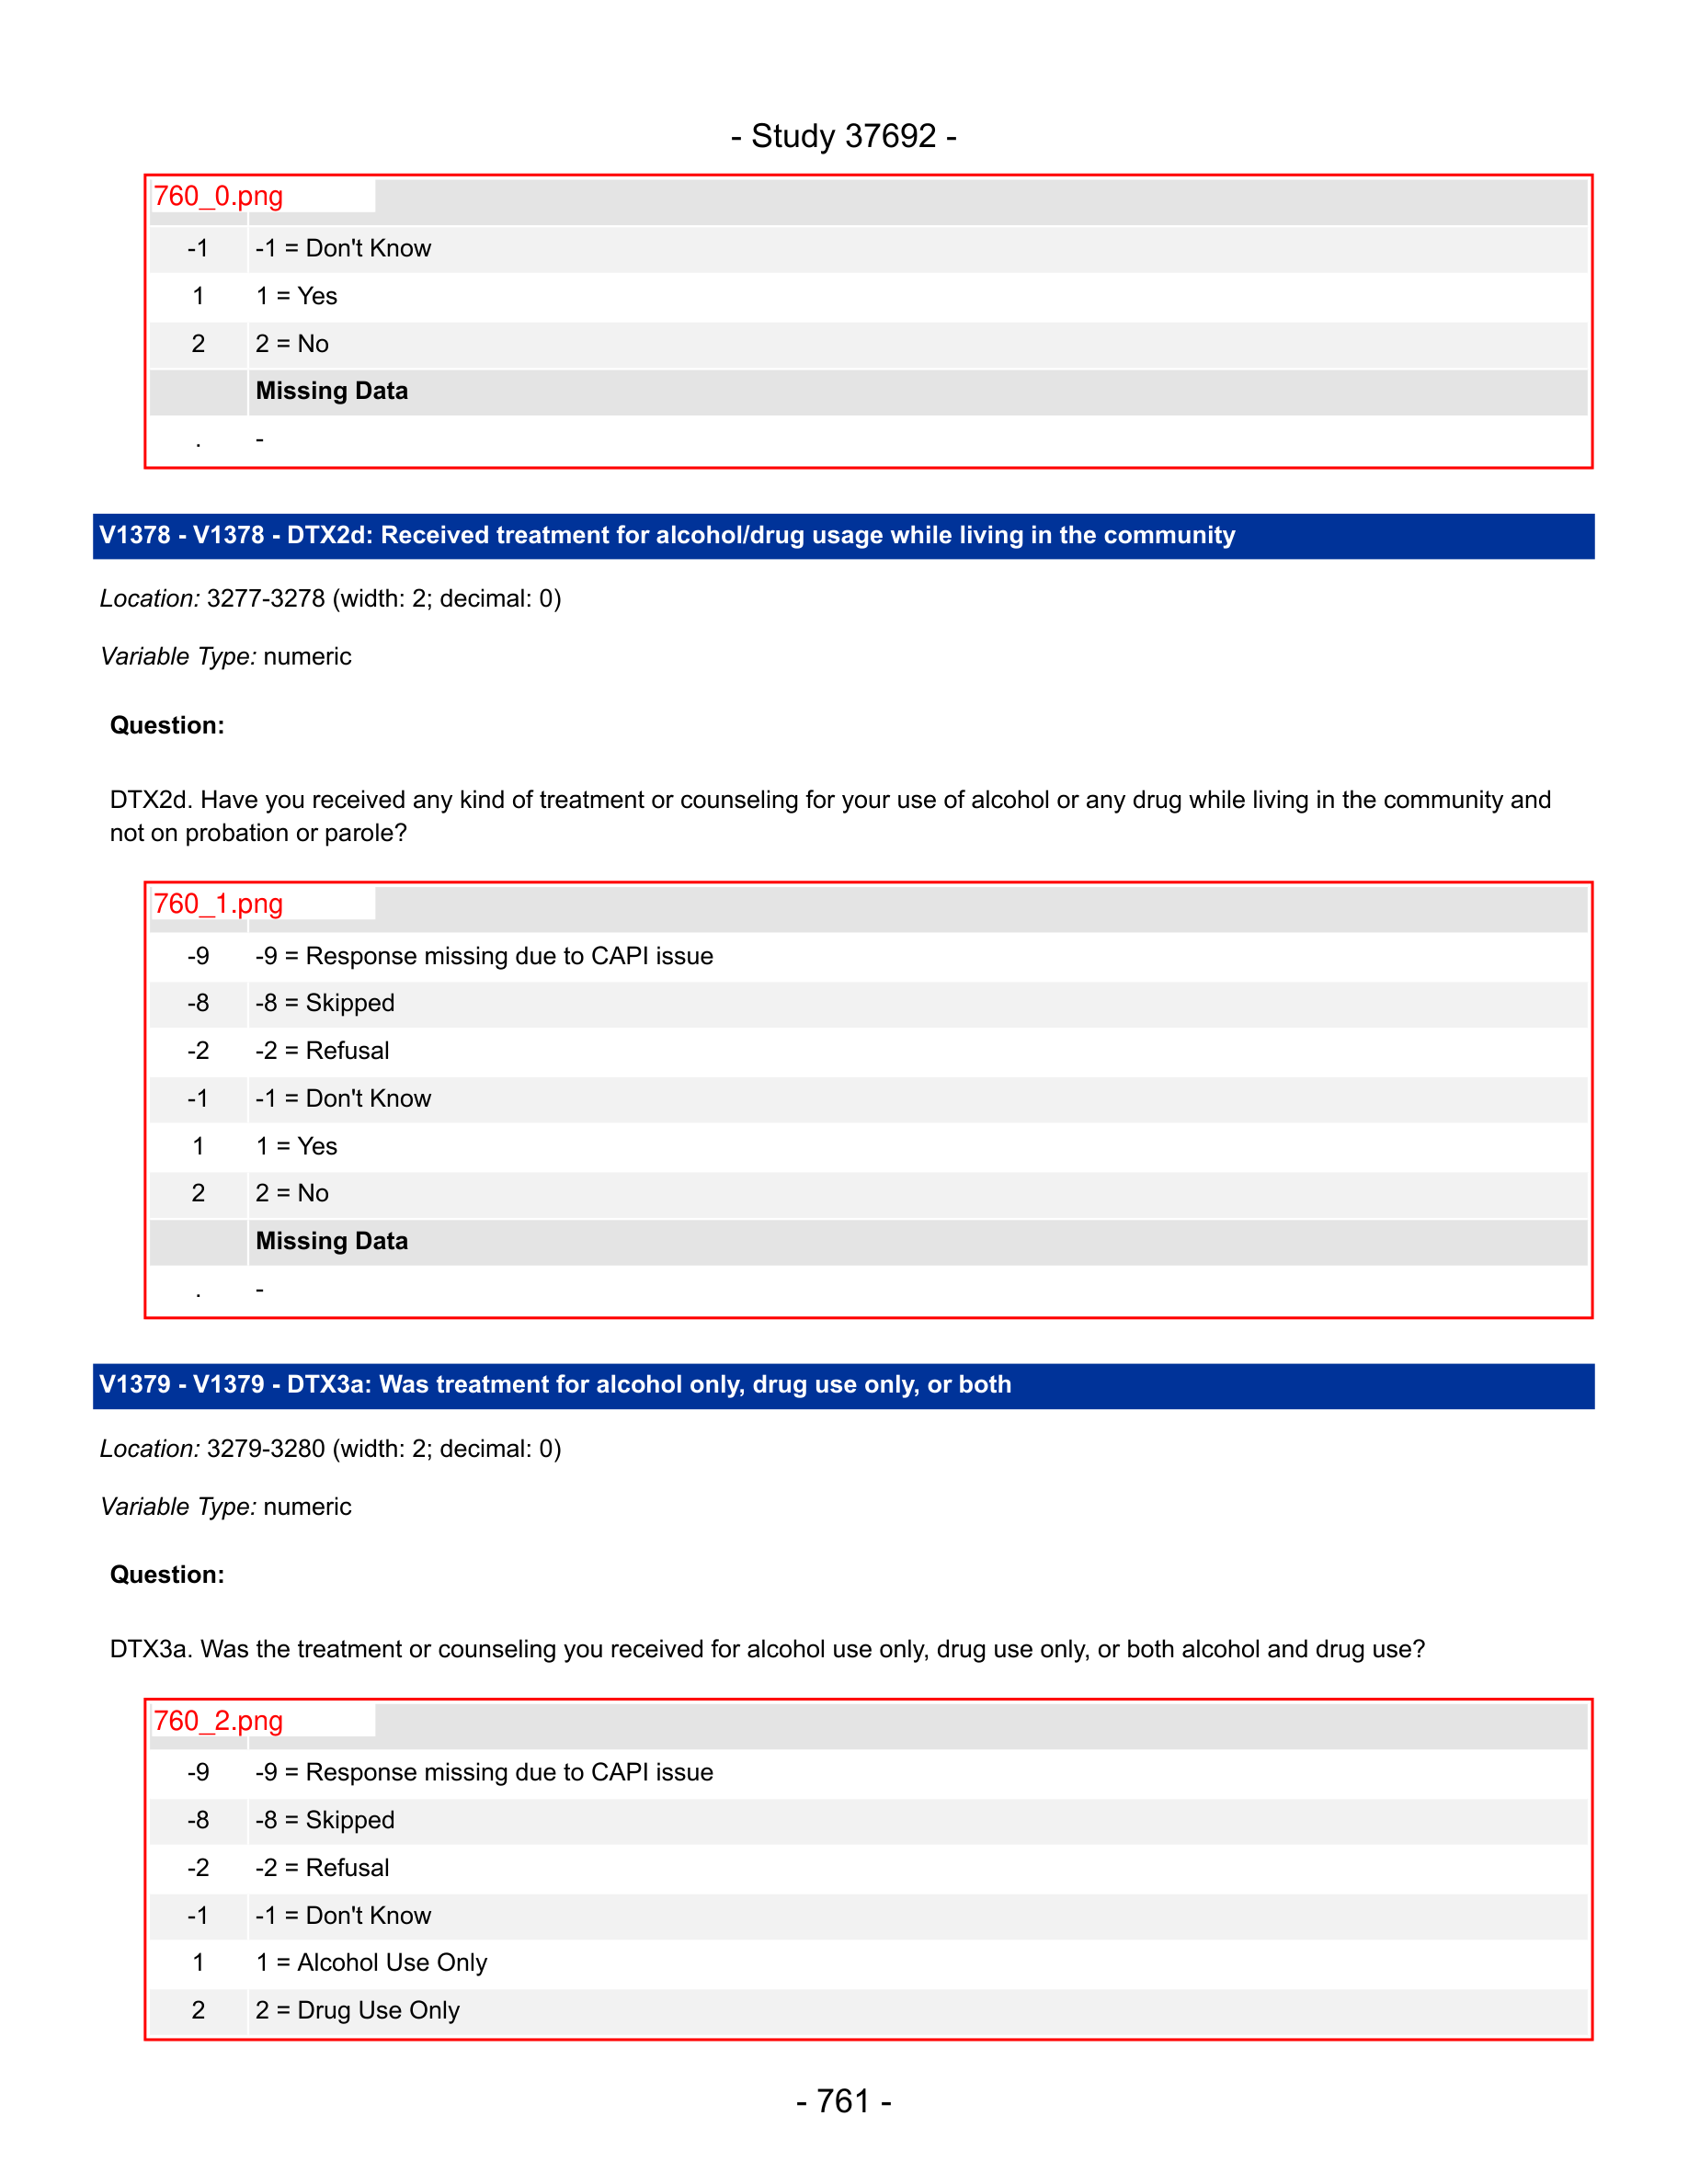 - Study 37692 -
760_0.png
-1 -1 = Don't Know
1 1 = Yes
2 2 = No
Missing Data
. -
V1378 - V1378 - DTX2d: Received treatment for alcohol/drug usage while living in the community
Location: 3277-3278 (width: 2; decimal: 0)
Variable Type: numeric
Question:
DTX2d. Have you received any kind of treatment or counseling for your use of alcohol or any drug while living in the community and
not on probation or parole?
760_1.png
-9 -9 = Response missing due to CAPI issue
-8 -8 = Skipped
-2 -2 = Refusal
-1 -1 = Don't Know
1 1 = Yes
2 2 = No
Missing Data
. -
V1379 - V1379 - DTX3a: Was treatment for alcohol only, drug use only, or both
Location: 3279-3280 (width: 2; decimal: 0)
Variable Type: numeric
Question:
DTX3a. Was the treatment or counseling you received for alcohol use only, drug use only, or both alcohol and drug use?
760_2.png
-9 -9 = Response missing due to CAPI issue
-8 -8 = Skipped
-2 -2 = Refusal
-1 -1 = Don't Know
1 1 = Alcohol Use Only
2 2 = Drug Use Only
- 761 -